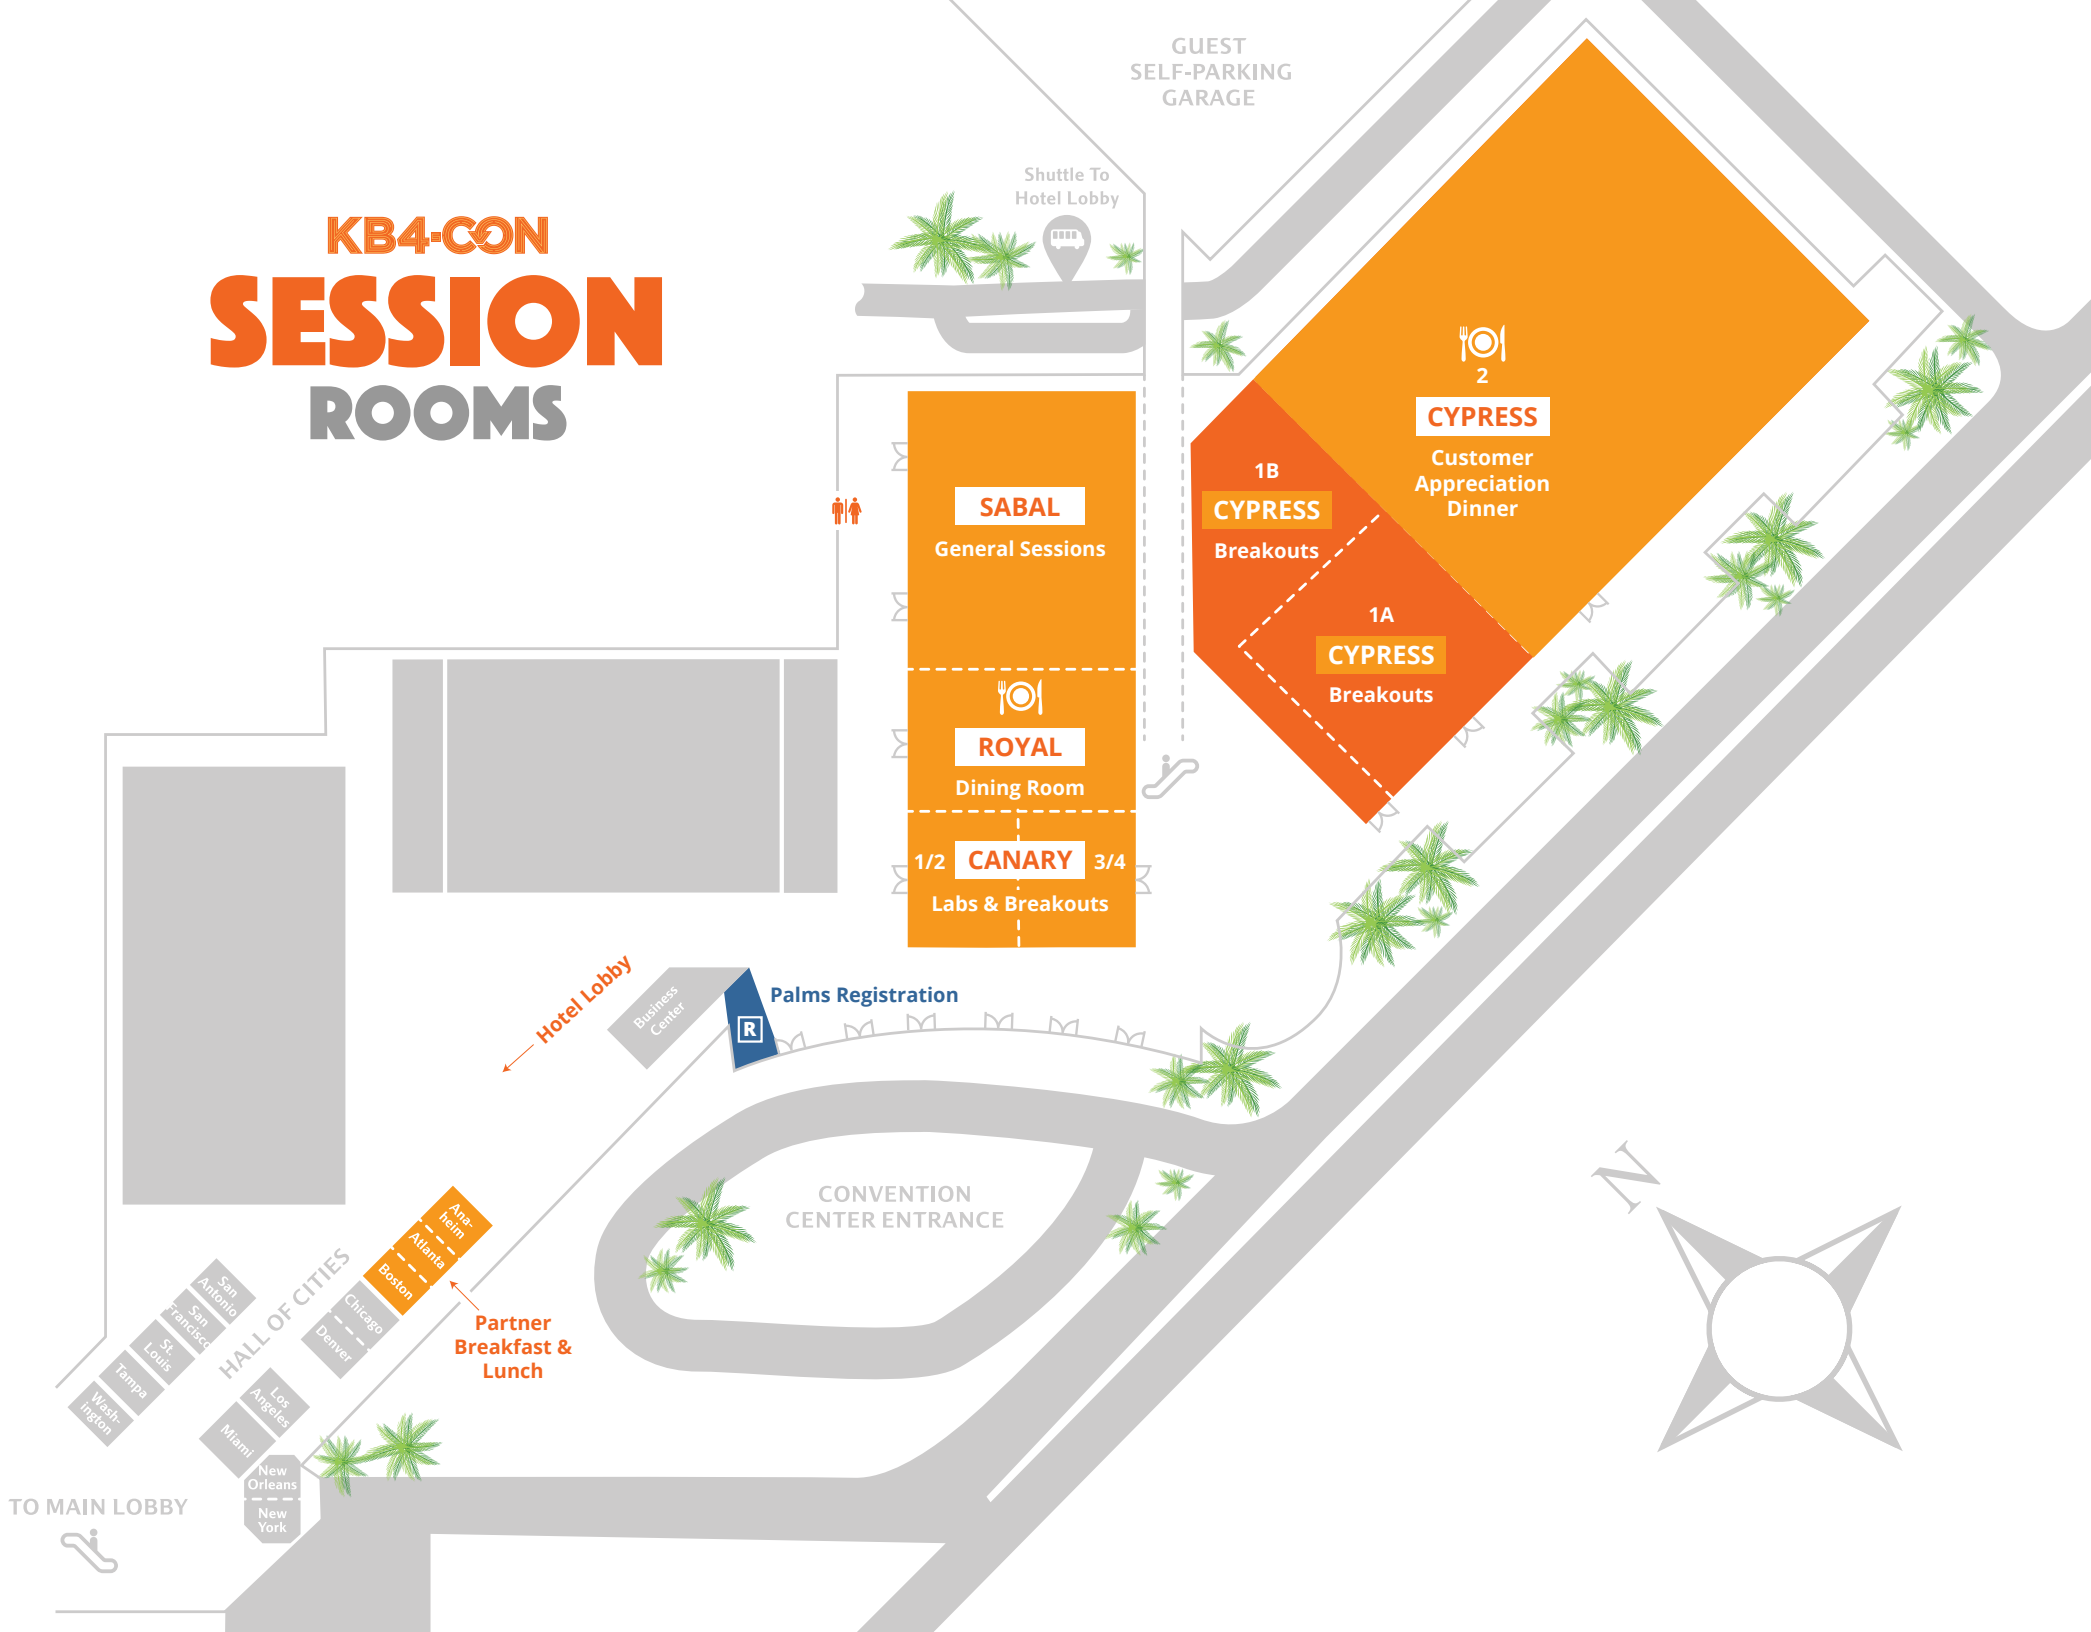 KB4-CON
SESSION
ROOMS
GUEST
SELF-PARKING
GARAGE
Shuttle To
Hotel Lobby
2
CYPRESS
Customer
Appreciation
Dinner
1B
CYPRESS
Breakouts
1A
CYPRESS
Breakouts
SABAL
General Sessions
ROYAL
Dining Room
1/2 CANARY 3/4
Labs & Breakouts
Hotel Lobby
Business
Center
Palms Registration
R
CONVENTION
CENTER ENTRANCE
Ana-
heim
Atlanta
Boston
Chicago
Denver
Partner
Breakfast &
Lunch
HALL OF CITIES
San
Antonio
San
Francisco
St.
Louis
Tampa
Wash-
ington
Los
Angeles
Miami
New
Orleans
New
York
TO MAIN LOBBY
N